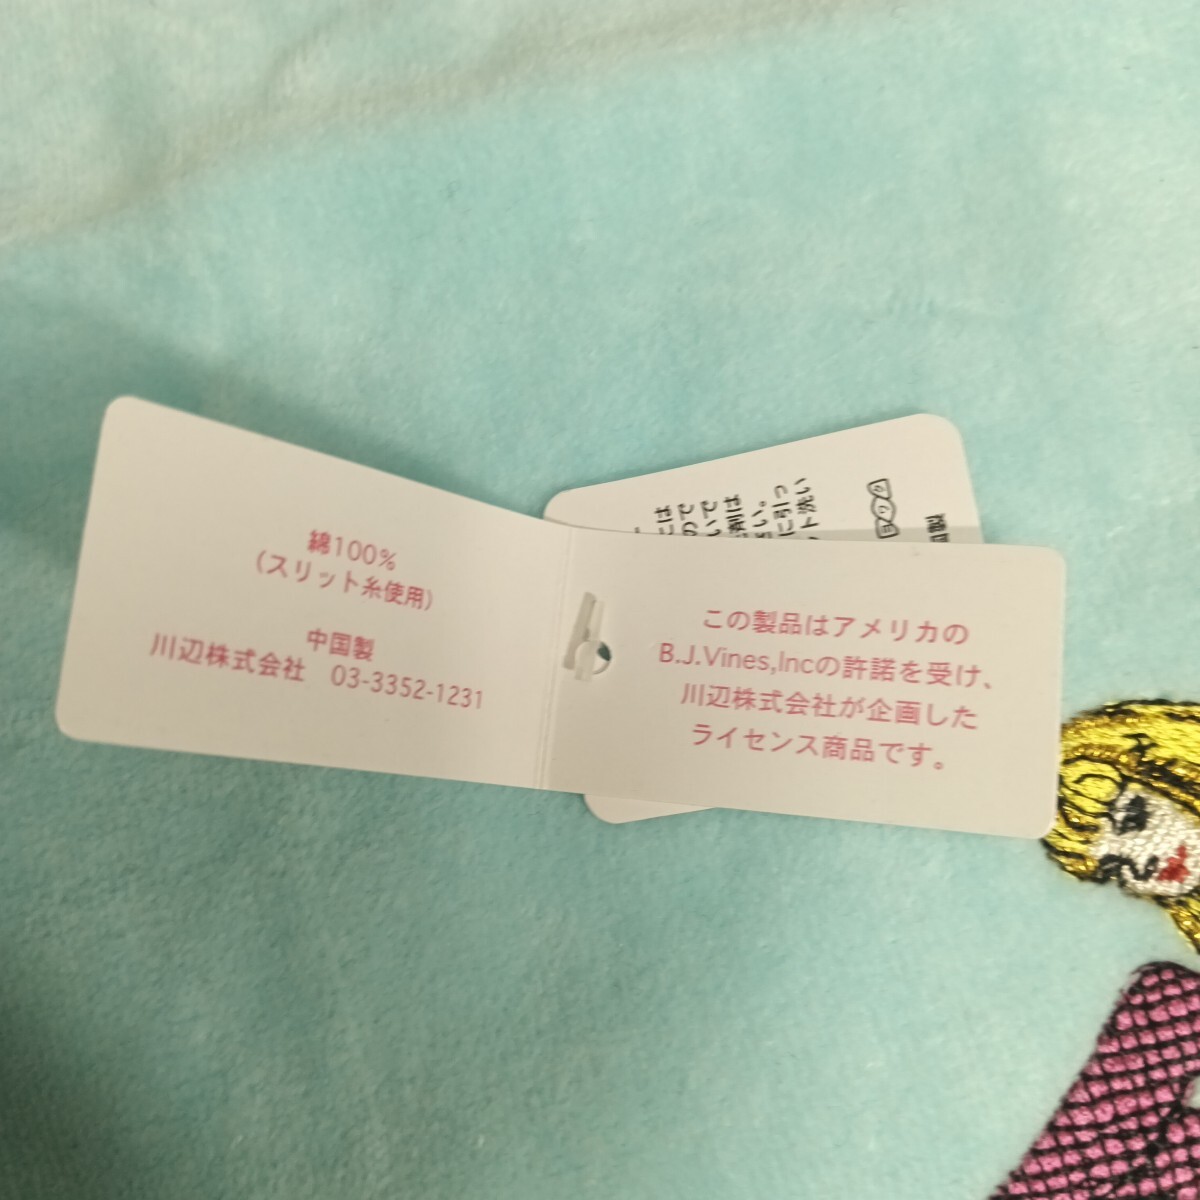 綿100%
(スリット糸使用)
中国製
川辺株式会社 03-3352-1231
この製品はアメリカの
B.J.Vines,Incの許諾を受け、
川辺株式会社が企画した
ライセンス商品です。